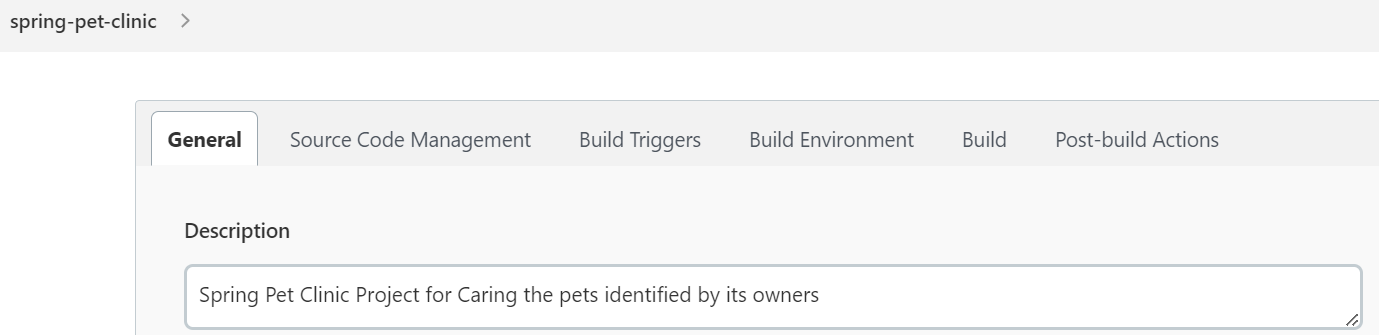 spring-pet-clinic
General Source Code Management Build Triggers Build Environment Build Post-build Actions
Description
Spring Pet Clinic Project for Caring the pets identified by its owners